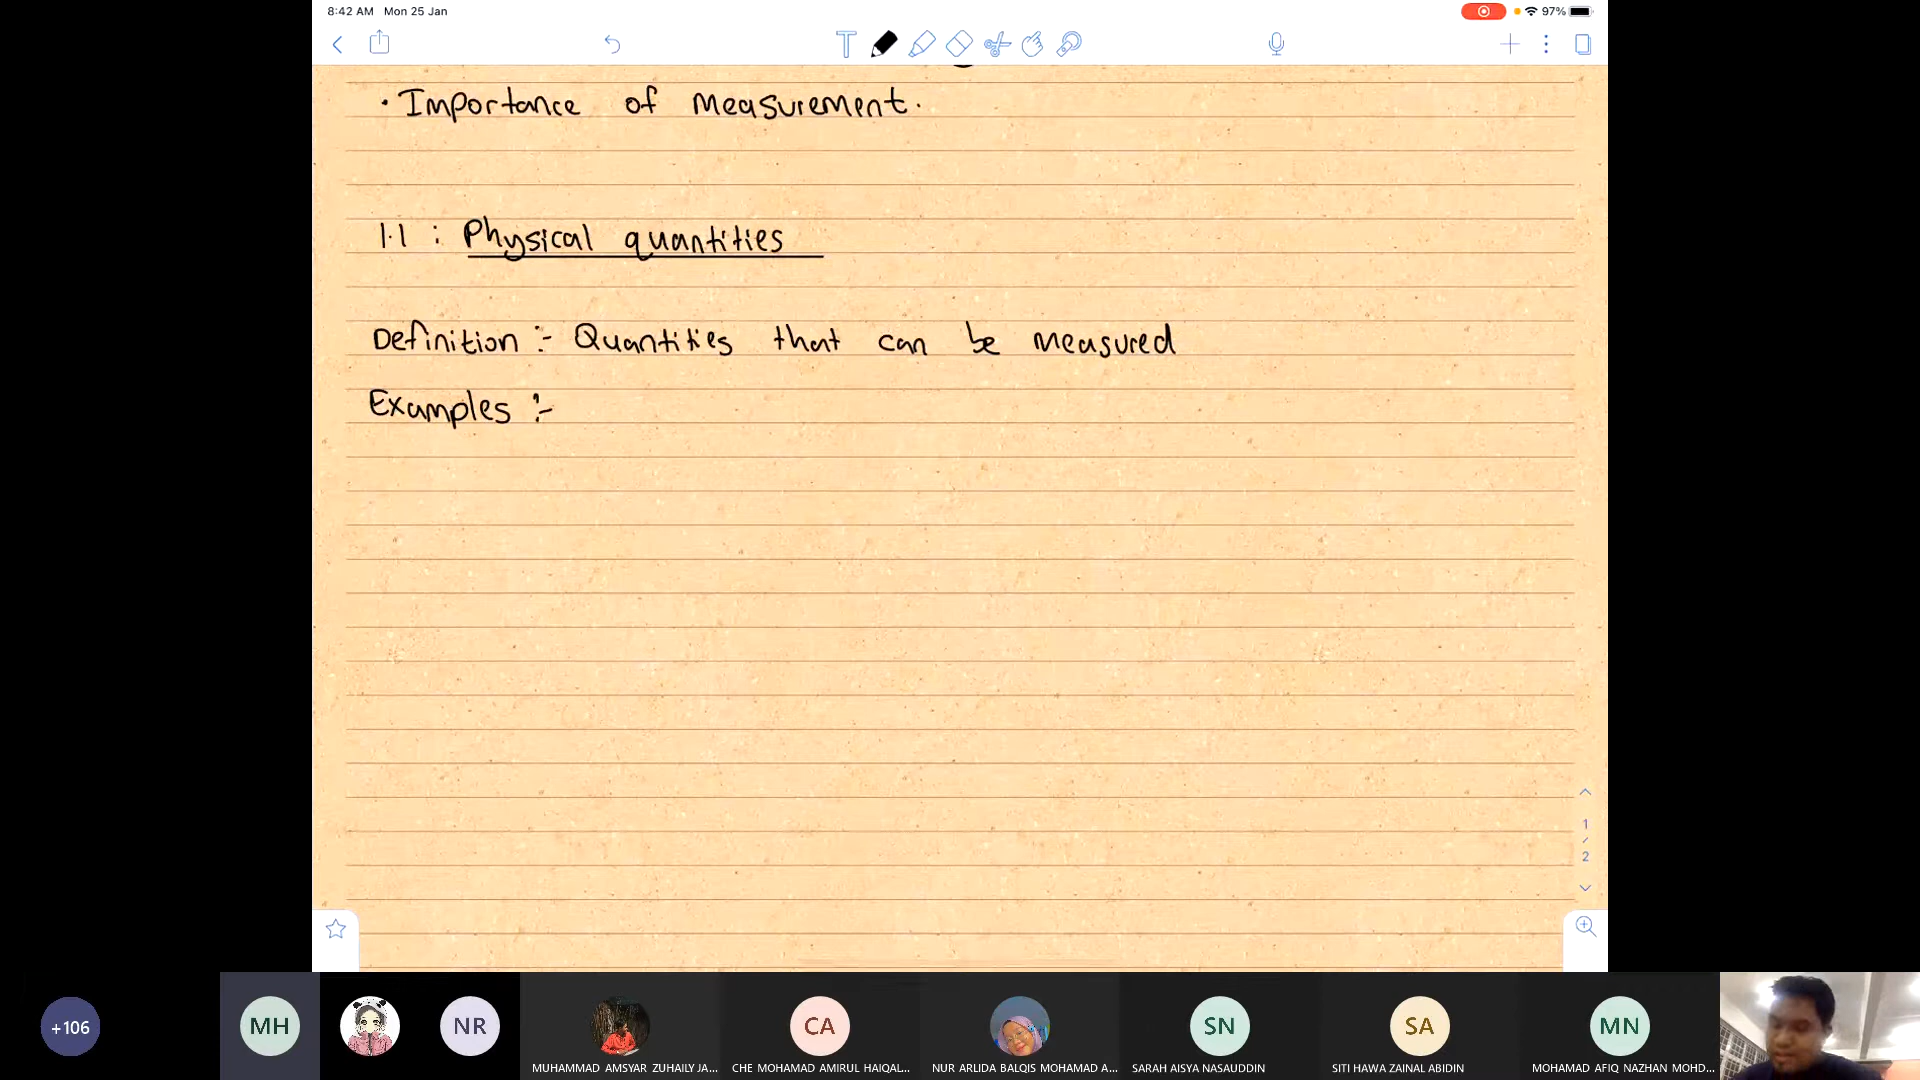 8:42 AM Mon 25 Jan
97%
• Importance of measurement.
1.1 : Physical quantities
Definition :- Quantities that can be measured
Examples :-
1
/
2
+106
MH
NR
CA
SN
SA
MN
MUHAMMAD AMSYAR ZUHAILY JA...
CHE MOHAMAD AMIRUL HAIQAL...
NUR ARLIDA BALQIS MOHAMAD A...
SARAH AISYA NASAUDDIN
SITI HAWA ZAINAL ABIDIN
MOHAMAD AFIQ NAZHAN MOHD...